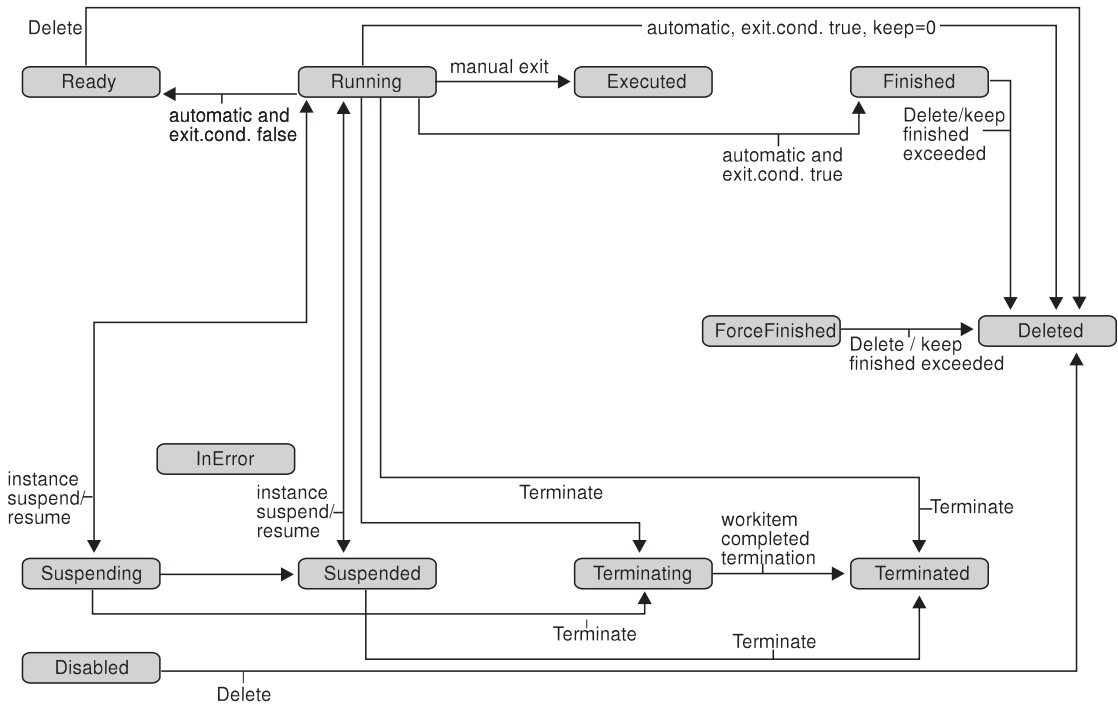 Delete
automatic, exit.cond. true, keep=0
Ready
Running
manual exit
Executed
Finished
automatic and
exit.cond. false
Delete/keep
finished
exceeded
automatic and
exit.cond. true
ForceFinished
Deleted
Delete / keep
finished exceeded
InError
instance
suspend/
resume
instance
suspend/
resume
Terminate
Terminate
workitem
completed
termination
Suspending
Suspended
Terminating
Terminated
Terminate
Terminate
Disabled
Delete